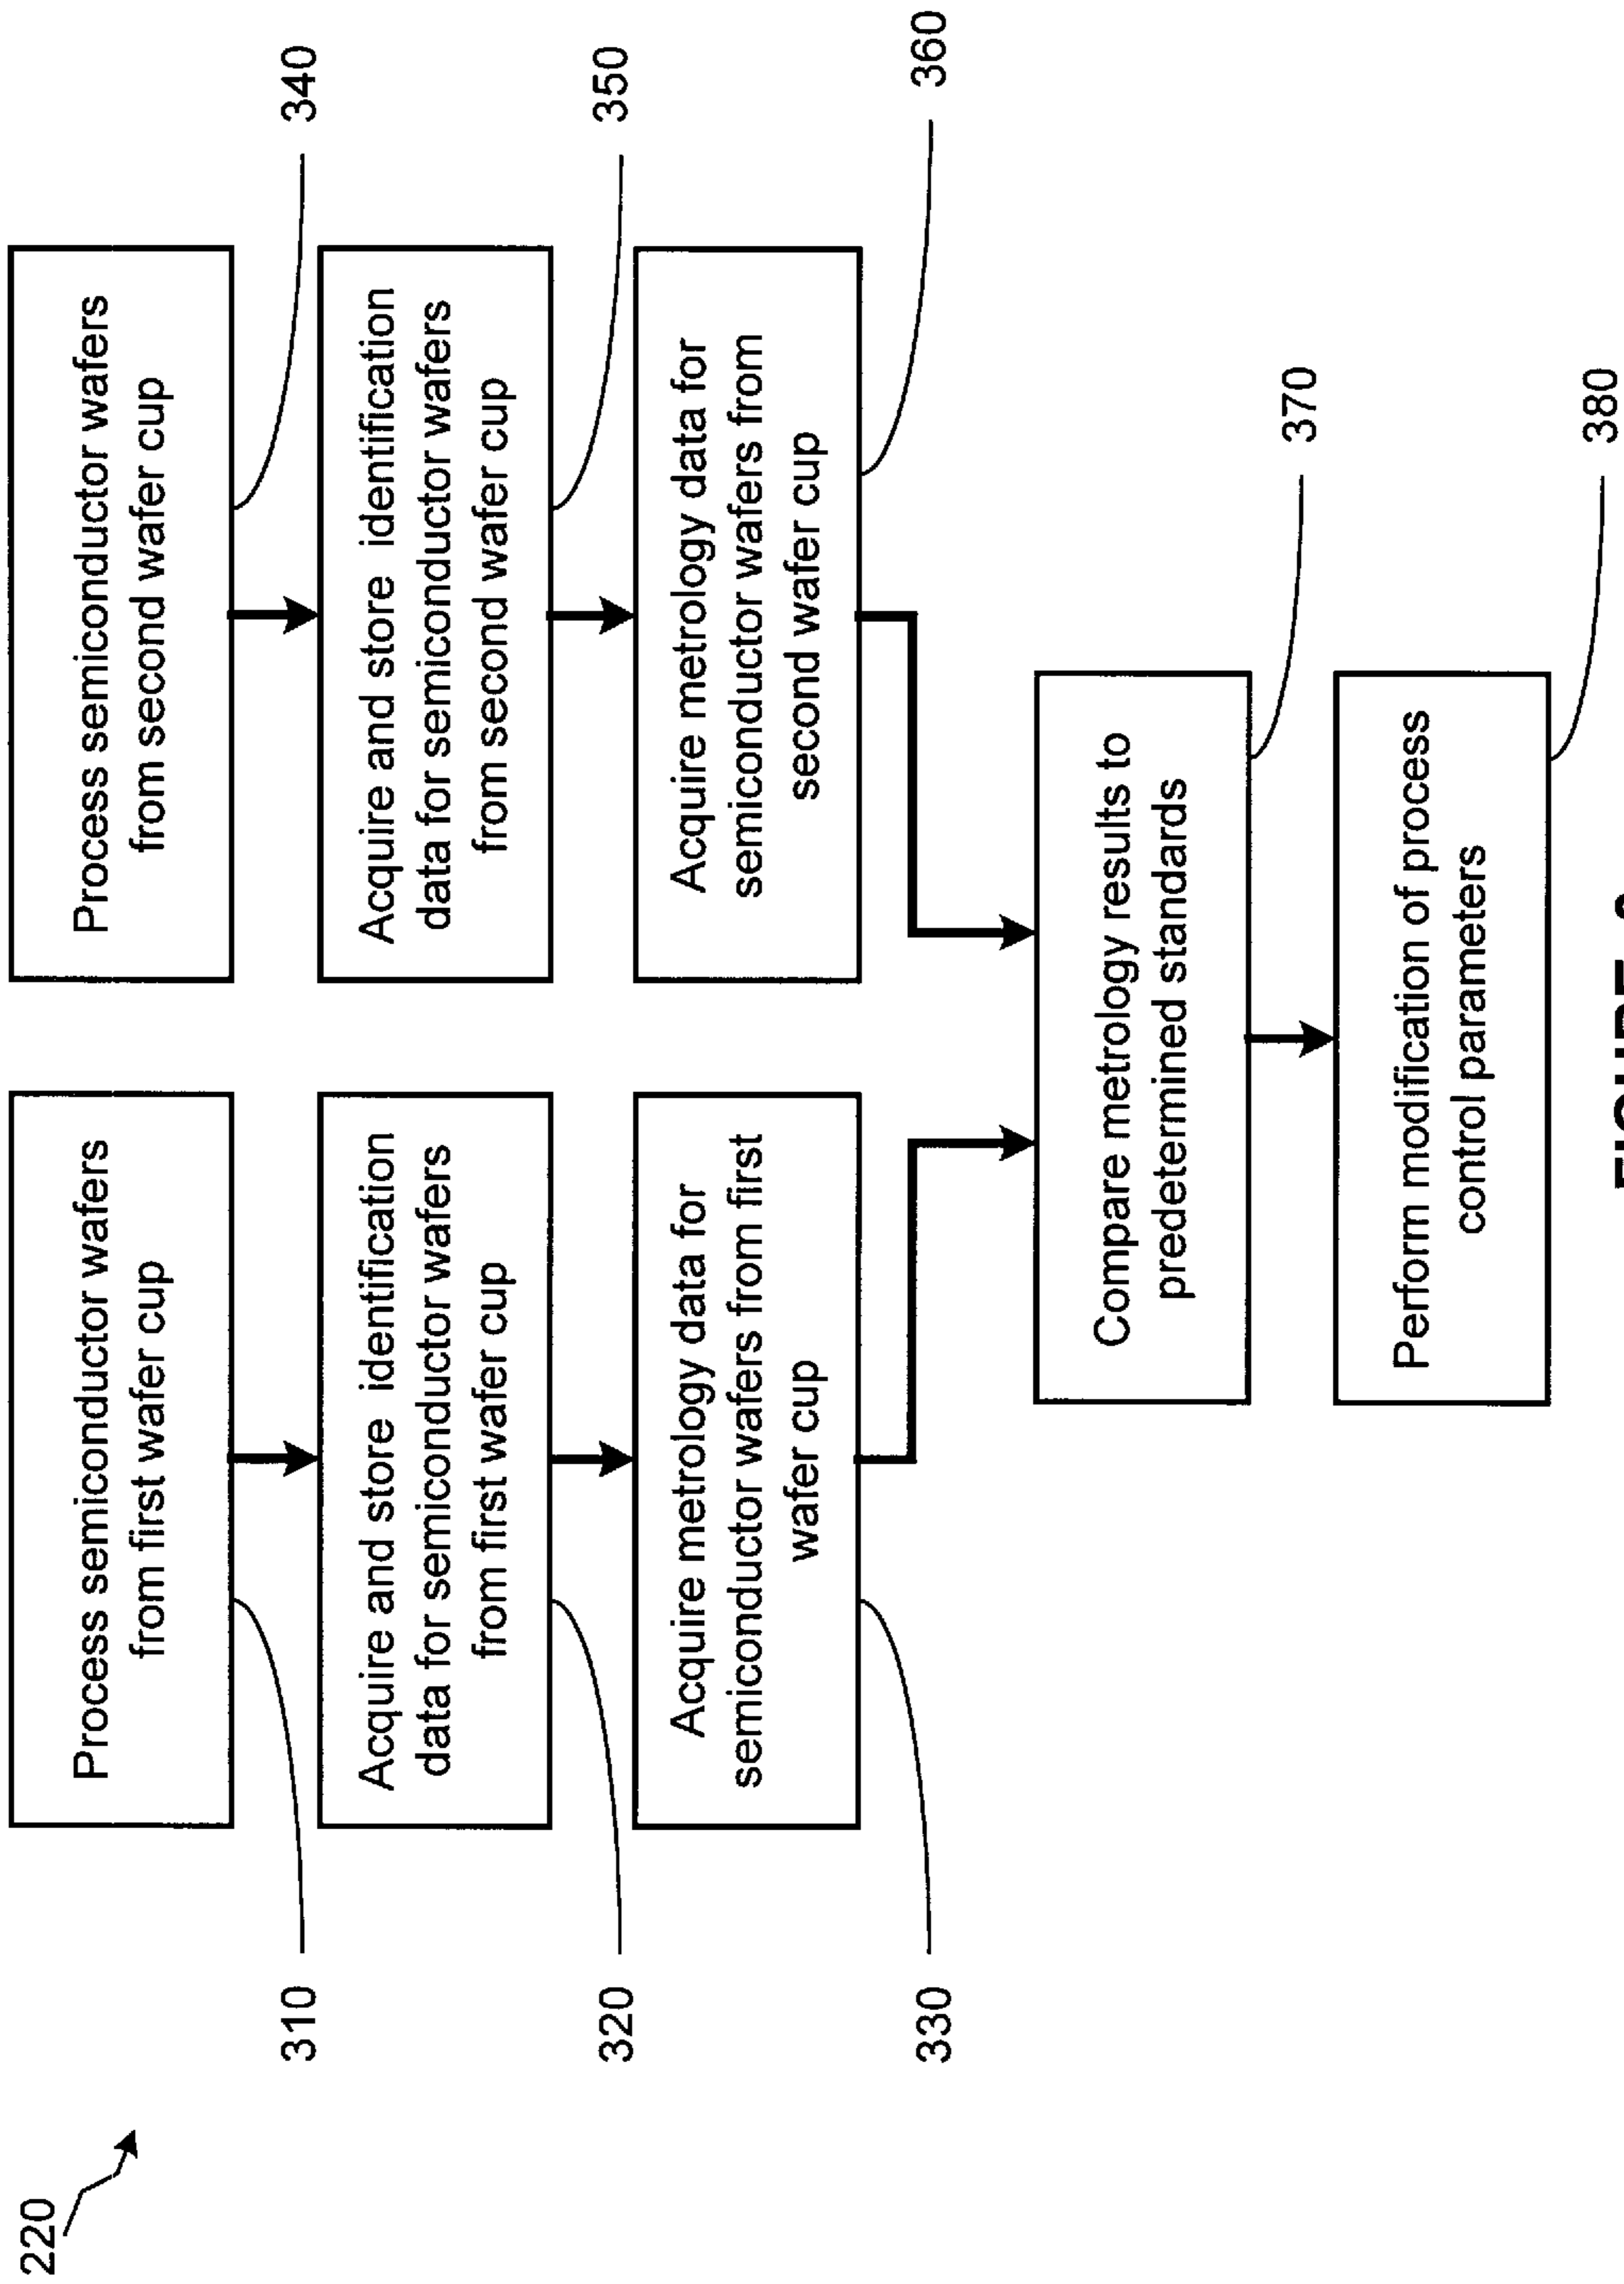 220
Process semiconductor wafers
from first wafer cup
310
Acquire and store identification
data for semiconductor wafers
from first wafer cup
320
Acquire metrology data for
semiconductor wafers from first
wafer cup
330
Process semiconductor wafers
from second wafer cup
340
Acquire and store identification
data for semiconductor wafers
from second wafer cup
350
Acquire metrology data for
semiconductor wafers from
second wafer cup
360
Compare metrology results to
predetermined standards
370
Perform modification of process
control parameters
380
FIGURE